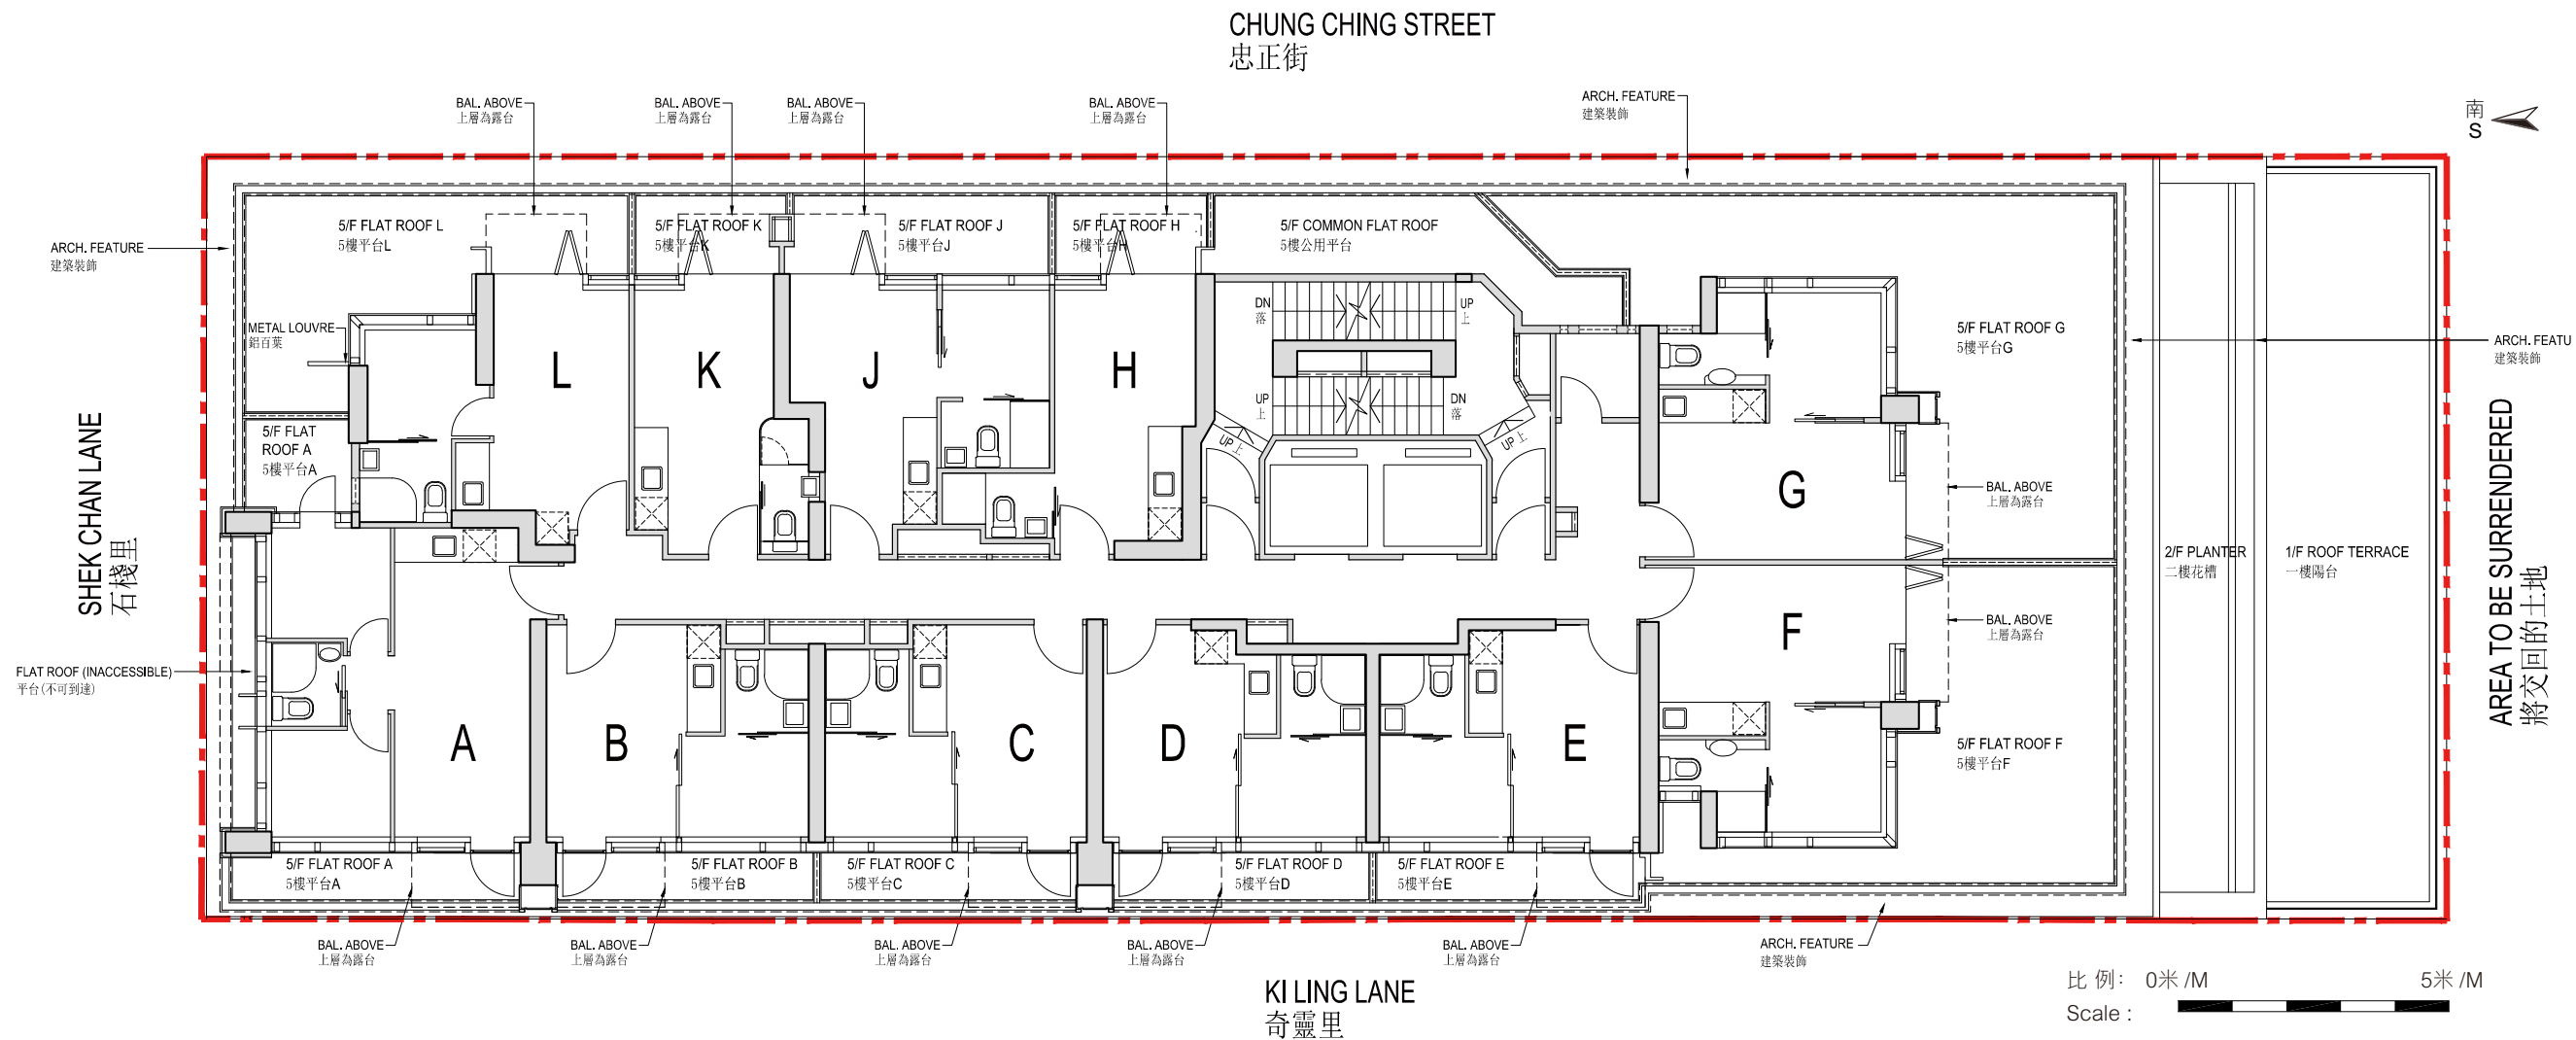 CHUNG CHING STREET
忠正街
BAL. ABOVE
上層為露台
BAL. ABOVE
上層為露台
BAL. ABOVE
上層為露台
BAL. ABOVE
上層為露台
ARCH. FEATURE
建築裝飾
南
S
ARCH. FEATURE
建築裝飾
5/F FLAT ROOF L
5樓平台L
5/F FLAT ROOF K
5樓平台K
5/F FLAT ROOF J
5樓平台J
5/F FLAT ROOF H
5樓平台H
5/F COMMON FLAT ROOF
5樓公用平台
METAL LOUVRE
鋁百葉
DN
落
UP
上
5/F FLAT ROOF G
5樓平台G
ARCH. FEATU
建築裝飾
L
K
J
H
UP
上
DN
落
UP 上
UP 上
5/F FLAT
ROOF A
5樓平台A
SHEK CHAN LANE
石棧里
G
BAL. ABOVE
上層為露台
2/F PLANTER
二樓花槽
1/F ROOF TERRACE
一樓陽台
AREA TO BE SURRENDERED
將交回的土地
F
BAL. ABOVE
上層為露台
FLAT ROOF (INACCESSIBLE)
平台(不可到達)
A
B
C
D
E
5/F FLAT ROOF F
5樓平台F
5/F FLAT ROOF A
5樓平台A
5/F FLAT ROOF B
5樓平台B
5/F FLAT ROOF C
5樓平台C
5/F FLAT ROOF D
5樓平台D
5/F FLAT ROOF E
5樓平台E
BAL. ABOVE
上層為露台
BAL. ABOVE
上層為露台
BAL. ABOVE
上層為露台
BAL. ABOVE
上層為露台
BAL. ABOVE
上層為露台
ARCH. FEATURE
建築裝飾
KI LING LANE
奇靈里
比 例： 0米 /M 5米 /M
Scale :